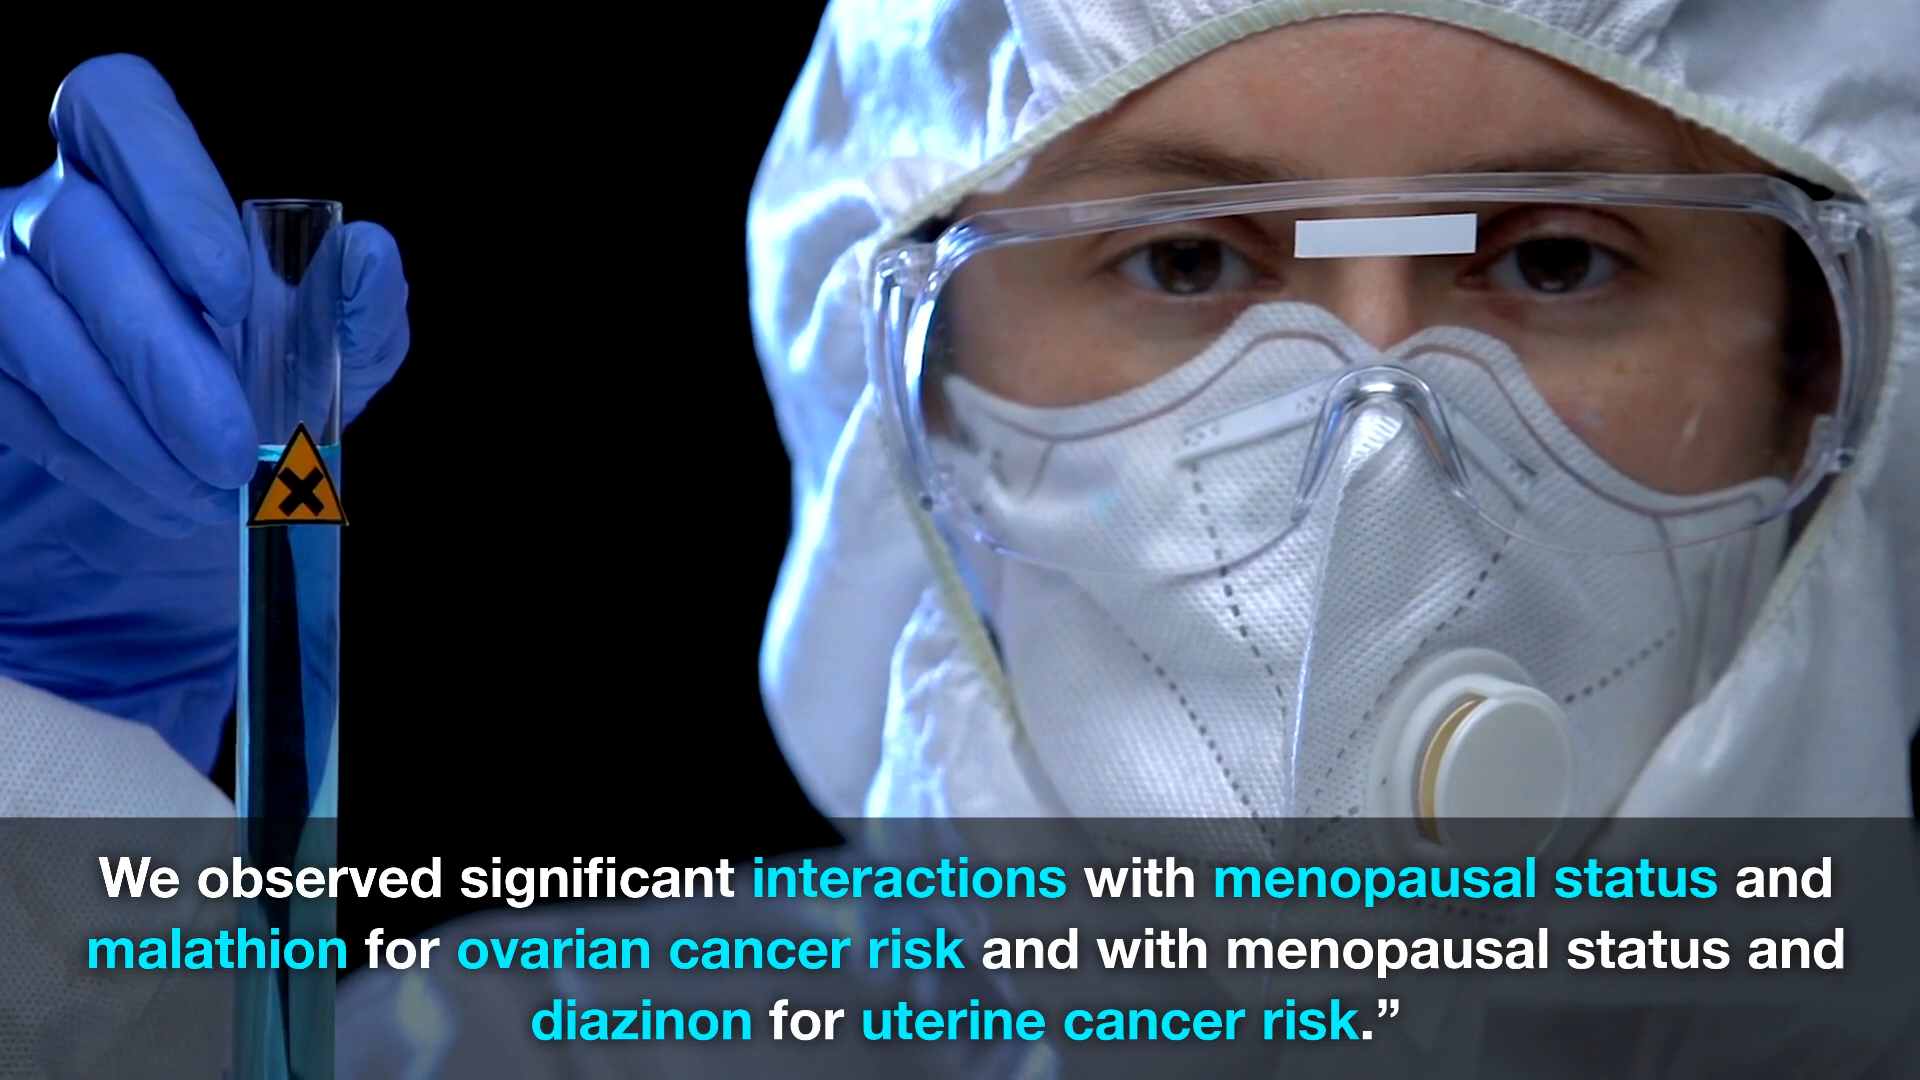 We observed significant interactions with menopausal status and
malathion for ovarian cancer risk and with menopausal status and
diazinon for uterine cancer risk.”